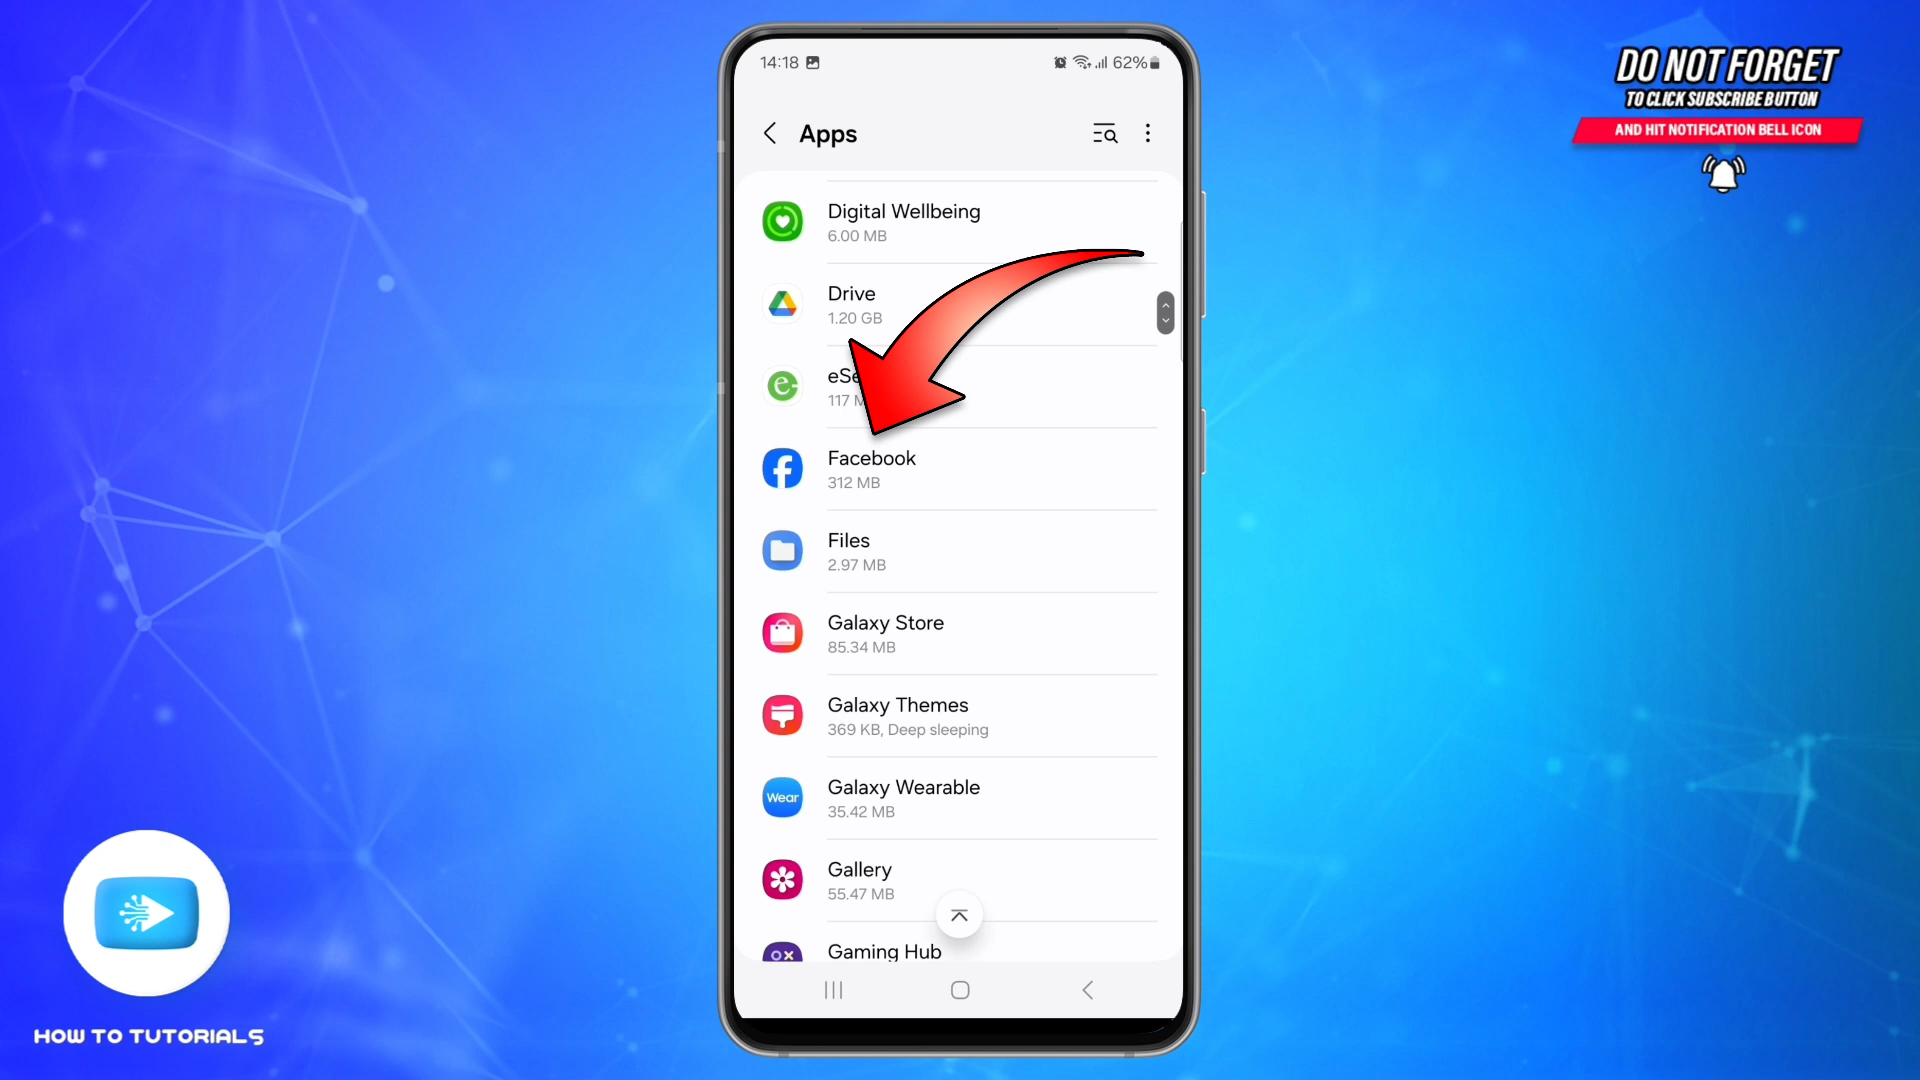 14:18
62%
Apps
Digital Wellbeing
6.00 MB
Drive
1.20 GB
117
Facebook
312 MB
Files
2.97 MB
Galaxy Store
85.34 MB
Galaxy Themes
369 KB, Deep sleeping
Wear
Galaxy Wearable
35.42 MB
Gallery
55.47 MB
Gaming Hub
DO NOT FORGET
TO CLICK SUBSCRIBE BUTTON
AND HIT NOTIFICATION BELL ICON
HOW TO TUTORIALS